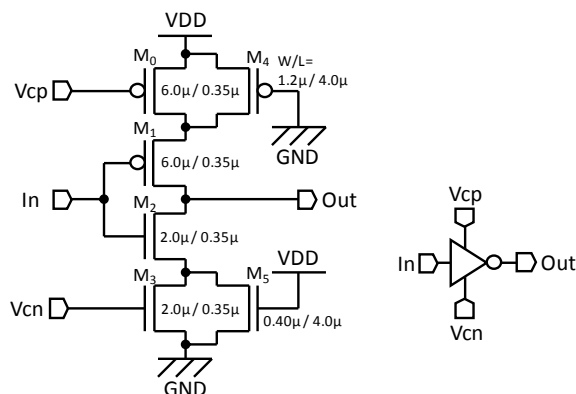 VDD
M0
M4
W/L=
1.2μ/ 4.0μ
Vcp
6.0μ/ 0.35μ
GND
M1
6.0μ/ 0.35μ
In
Out
M2
2.0μ/ 0.35μ
VDD
M3
M5
Vcn
2.0μ/ 0.35μ
0.40μ/ 4.0μ
GND
Vcp
In
Out
Vcn